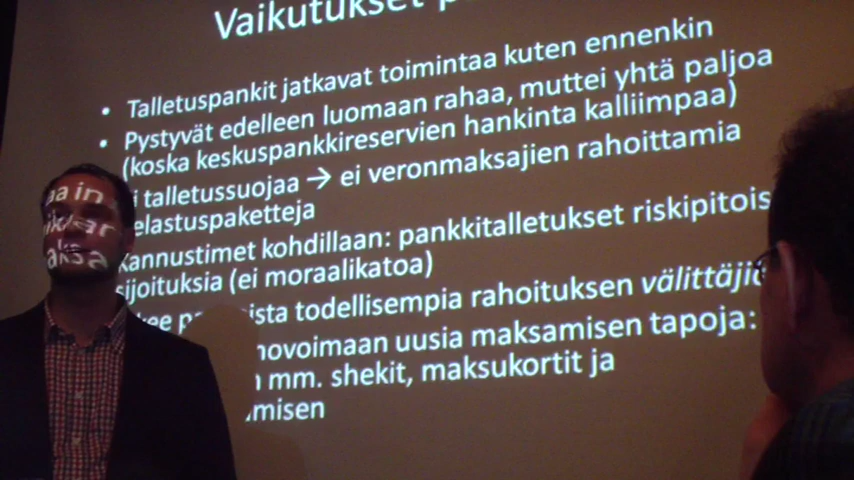 Vaikutukset
• Talletuspankit jatkavat toimintaa kuten ennenkin
• Pystyvät edelleen luomaan rahaa, muttei yhtä paljoa
(koska keskuspankkireservien hankinta kalliimpaa)
i talletussuojaa → ei veronmaksajien rahoittamia
elastuspaketteja
Kannustimet kohdillaan: pankkitalletukset riskipitois
sijoituksia (ei moraalikatoa)
kee ista todellisempia rahoituksen välittäjiä
novoimaan uusia maksamisen tapoja:
mm. shekit, maksukortit ja
misen